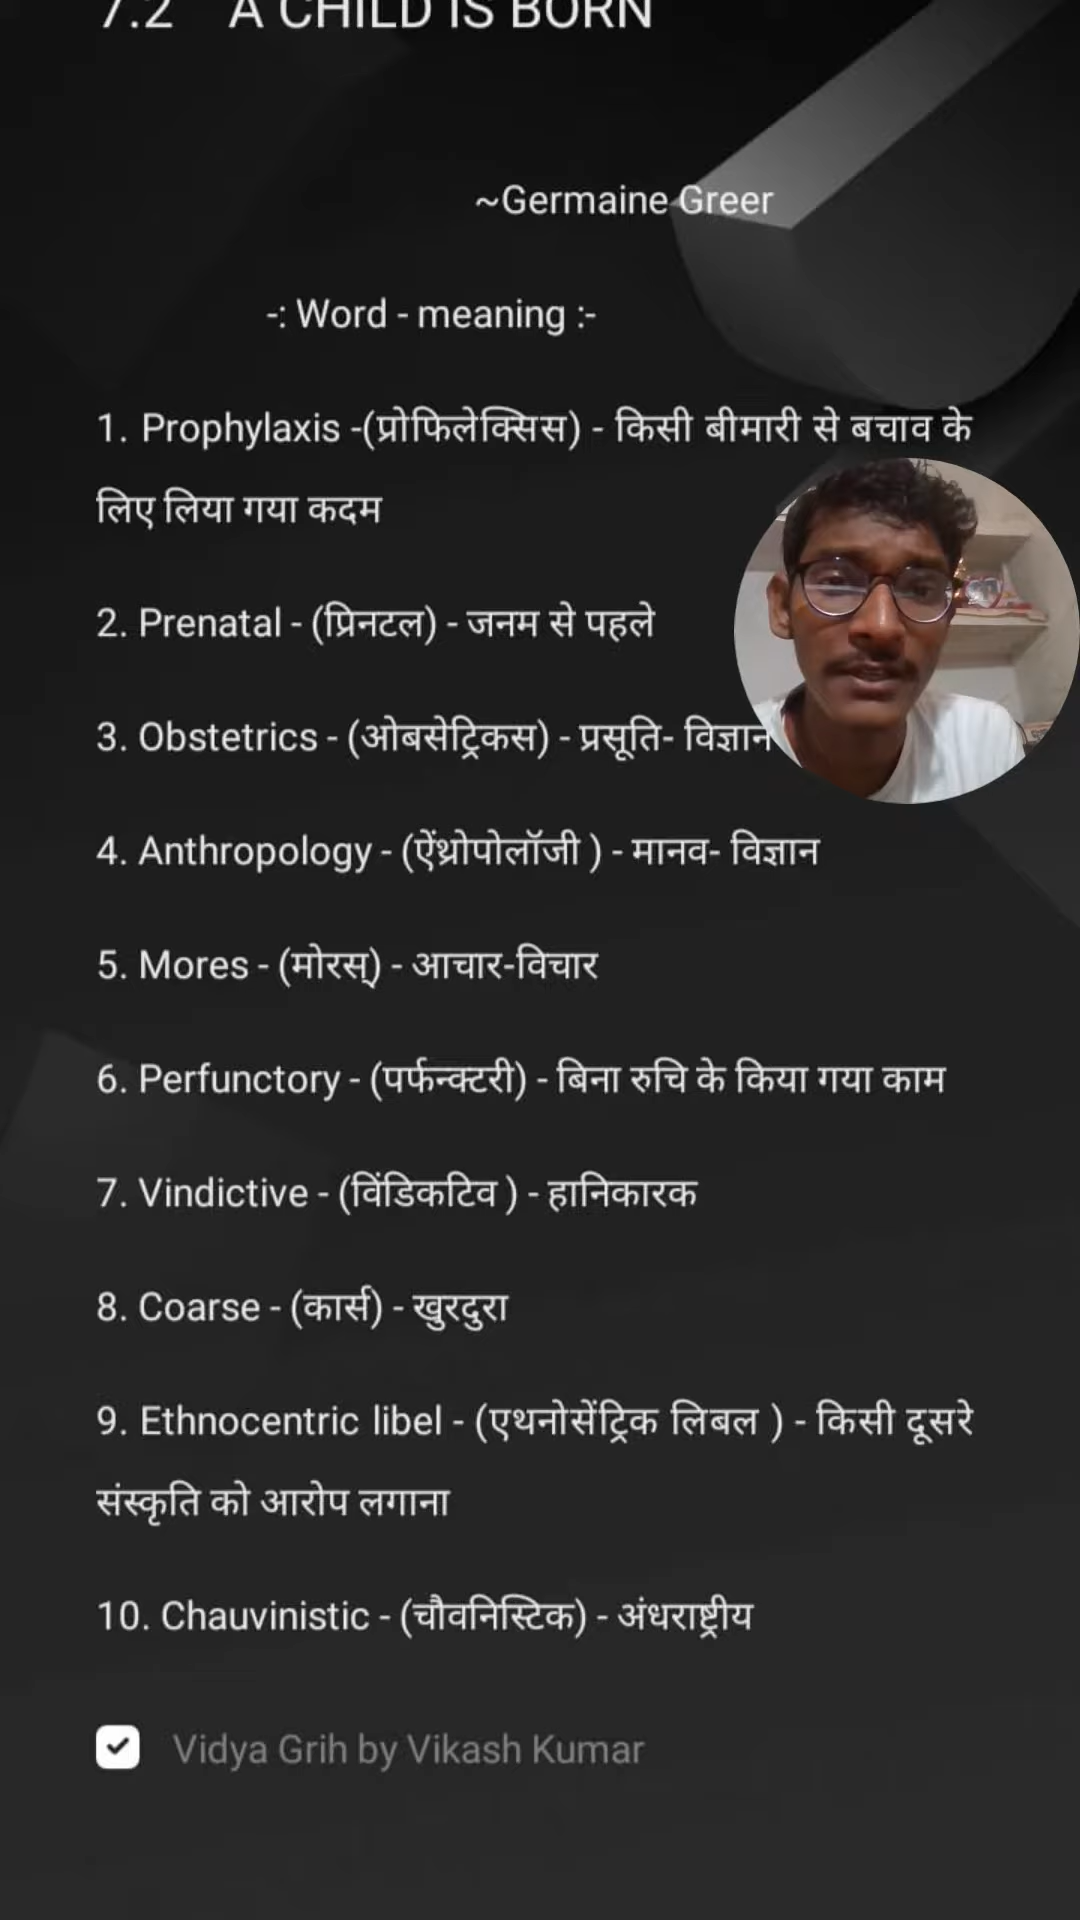 7.2 A CHILD IS BORN
~Germaine Greer
-: Word - meaning :-
1. Prophylaxis -(प्रोफिलेक्सिस) - किसी बीमारी से बचाव के
लिए लिया गया कदम
2. Prenatal - (प्रिनटल) - जनम से पहले
3. Obstetrics - (ओबसेट्रिकस) - प्रसूति- विज्ञान
4. Anthropology - (ऐंथ्रोपोलॉजी ) - मानव- विज्ञान
5. Mores - (मोरस्) - आचार-विचार
6. Perfunctory - (पर्फन्क्टरी) - बिना रुचि के किया गया काम
7. Vindictive - (विंडिकटिव ) - हानिकारक
8. Coarse - (कार्स) - खुरदुरा
9. Ethnocentric libel - (एथनोसेंट्रिक लिबल ) - किसी दूसरे
संस्कृति को आरोप लगाना
10. Chauvinistic - (चौवनिस्टिक) - अंधराष्ट्रीय
Vidya Grih by Vikash Kumar